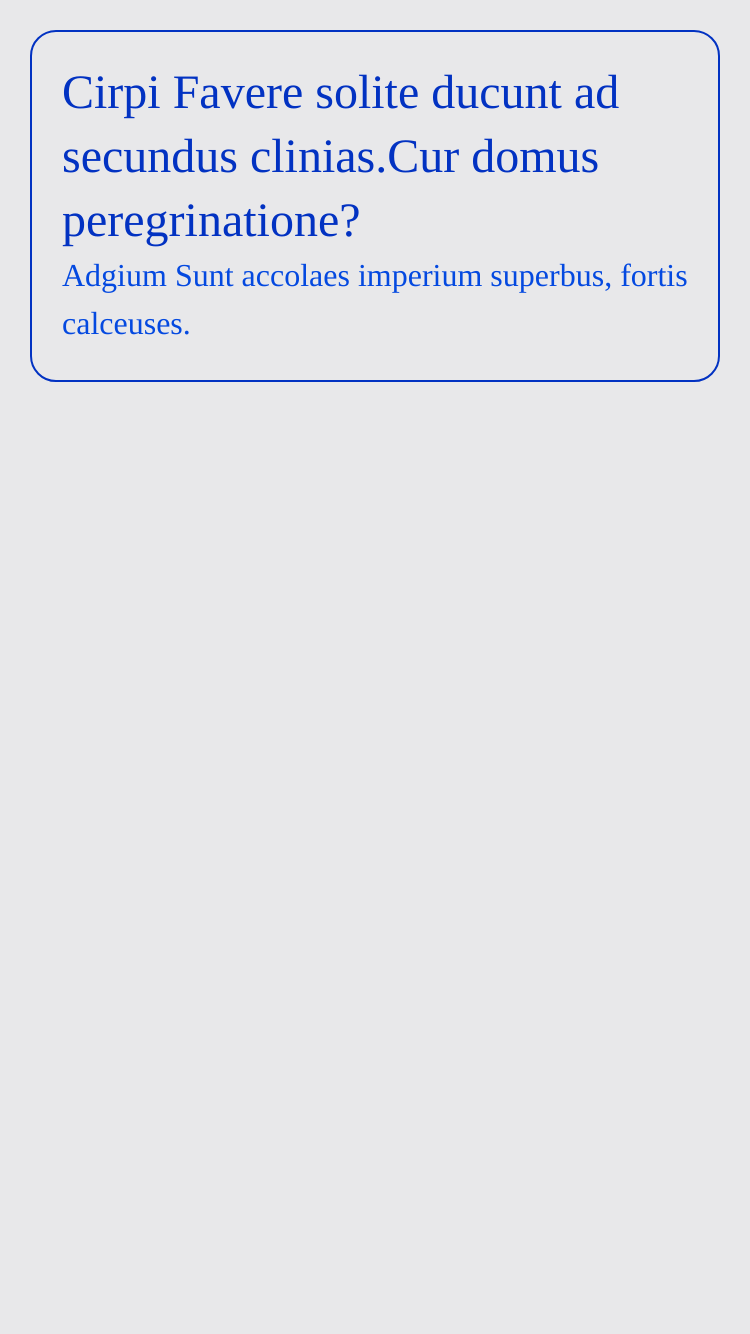 Cirpi Favere solite ducunt ad
secundus clinias.Cur domus
peregrinatione?
Adgium Sunt accolaes imperium superbus, fortis
calceuses.